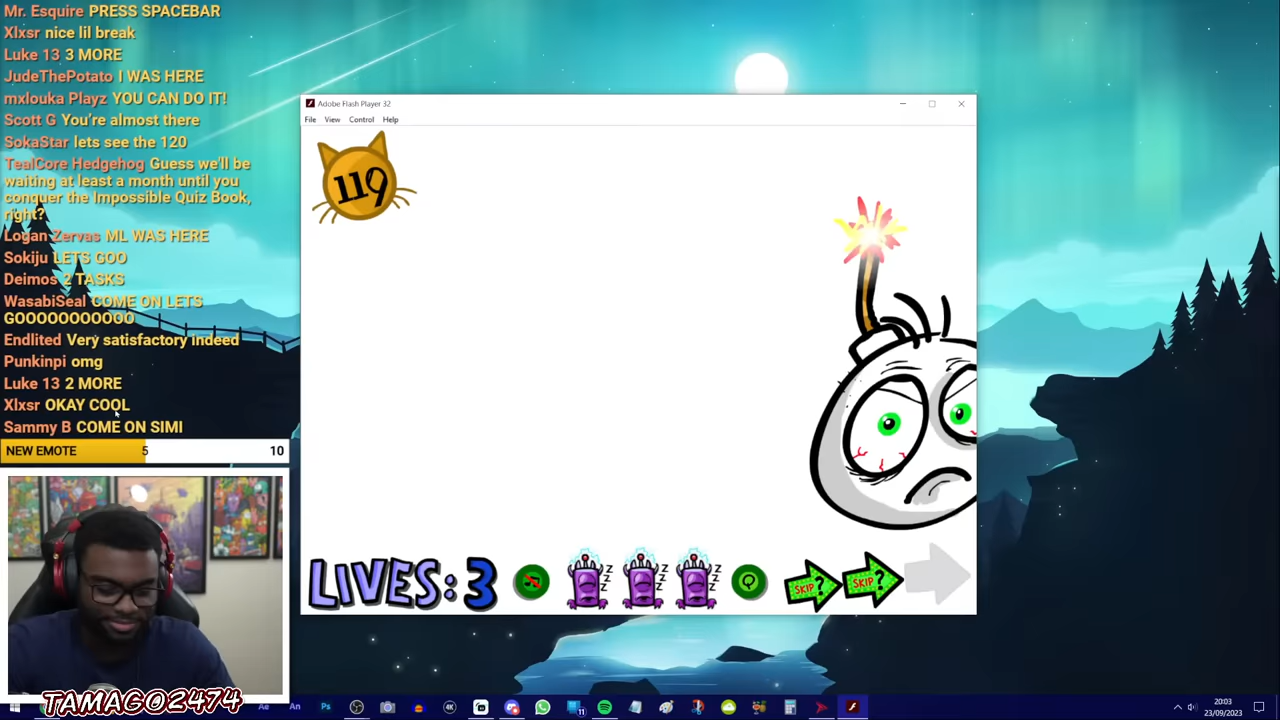 Mr. Esquire PRESS SPACEBAR
Xlxsr nice lil break
Luke 13 3 MORE
JudeThePotato I WAS HERE
mxlouka Playz YOU CAN DO IT!
Scott G You're almost there
SokaStar lets see the 120
TealCore Hedgehog Guess we'll be
waiting at least a month until you
conquer the Impossible Quiz Book,
right?
Logan Zervas ML WAS HERE
Sokiju LETS GOO
Deimos 2 TASKS
WasabiSeal COME ON LETS
GOOOOOOOOOOO
Endlited Very satisfactory indeed
Punkinpi omg
Luke 13 2 MORE
Xlxsr OKAY COOL
Sammy B COME ON SIMI
NEW EMOTE 5 10
Adobe Flash Player 32
File View Control Help
119
LIVES: 3
z z z
z z z
z z z
SKIP?
SKIP?
TAMAGO2474
Ae
An
Ps
4K
11
20:03
23/09/2023